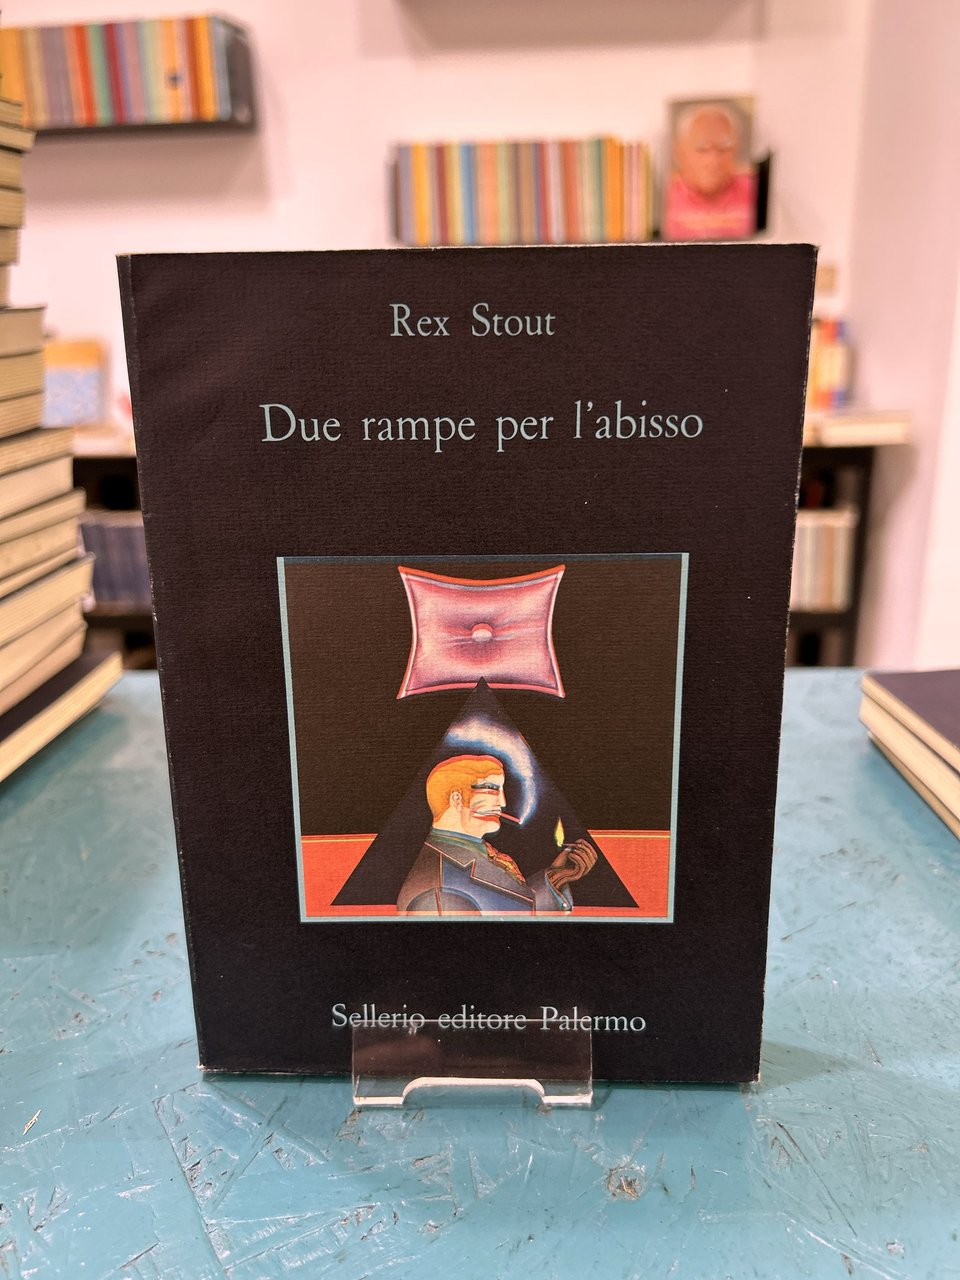 Rex Stout
Due rampe per l'abisso
Sellerio editore Palermo